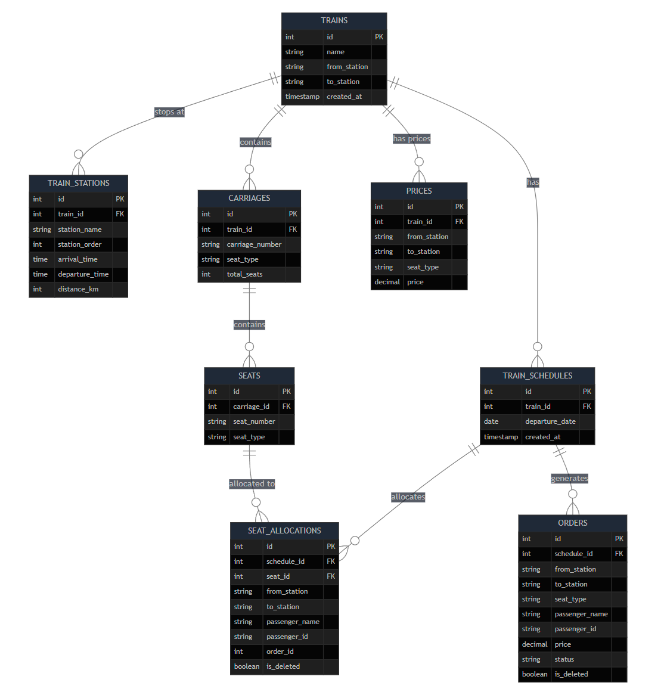 TRAINS
int id PK
string name
string from_station
string to_station
timestamp created_at
stops at
contains
has prices
has
TRAIN_STATIONS
int id PK
int train_id FK
string station_name
int station_order
time arrival_time
time departure_time
int distance_km
CARRIAGES
int id PK
int train_id FK
string carriage_number
string seat_type
int total_seats
PRICES
int id PK
int train_id FK
string from_station
string to_station
string seat_type
decimal price
contains
SEATS
int id PK
int carriage_id FK
string seat_number
string seat_type
TRAIN_SCHEDULES
int id PK
int train_id FK
date departure_date
timestamp created_at
allocated to
allocates
generates
SEAT_ALLOCATIONS
int id PK
int schedule_id FK
int seat_id FK
string from_station
string to_station
string passenger_name
string passenger_id
int order_id
boolean is_deleted
ORDERS
int id PK
int schedule_id FK
string from_station
string to_station
string seat_type
string passenger_name
string passenger_id
decimal price
string status
boolean is_deleted